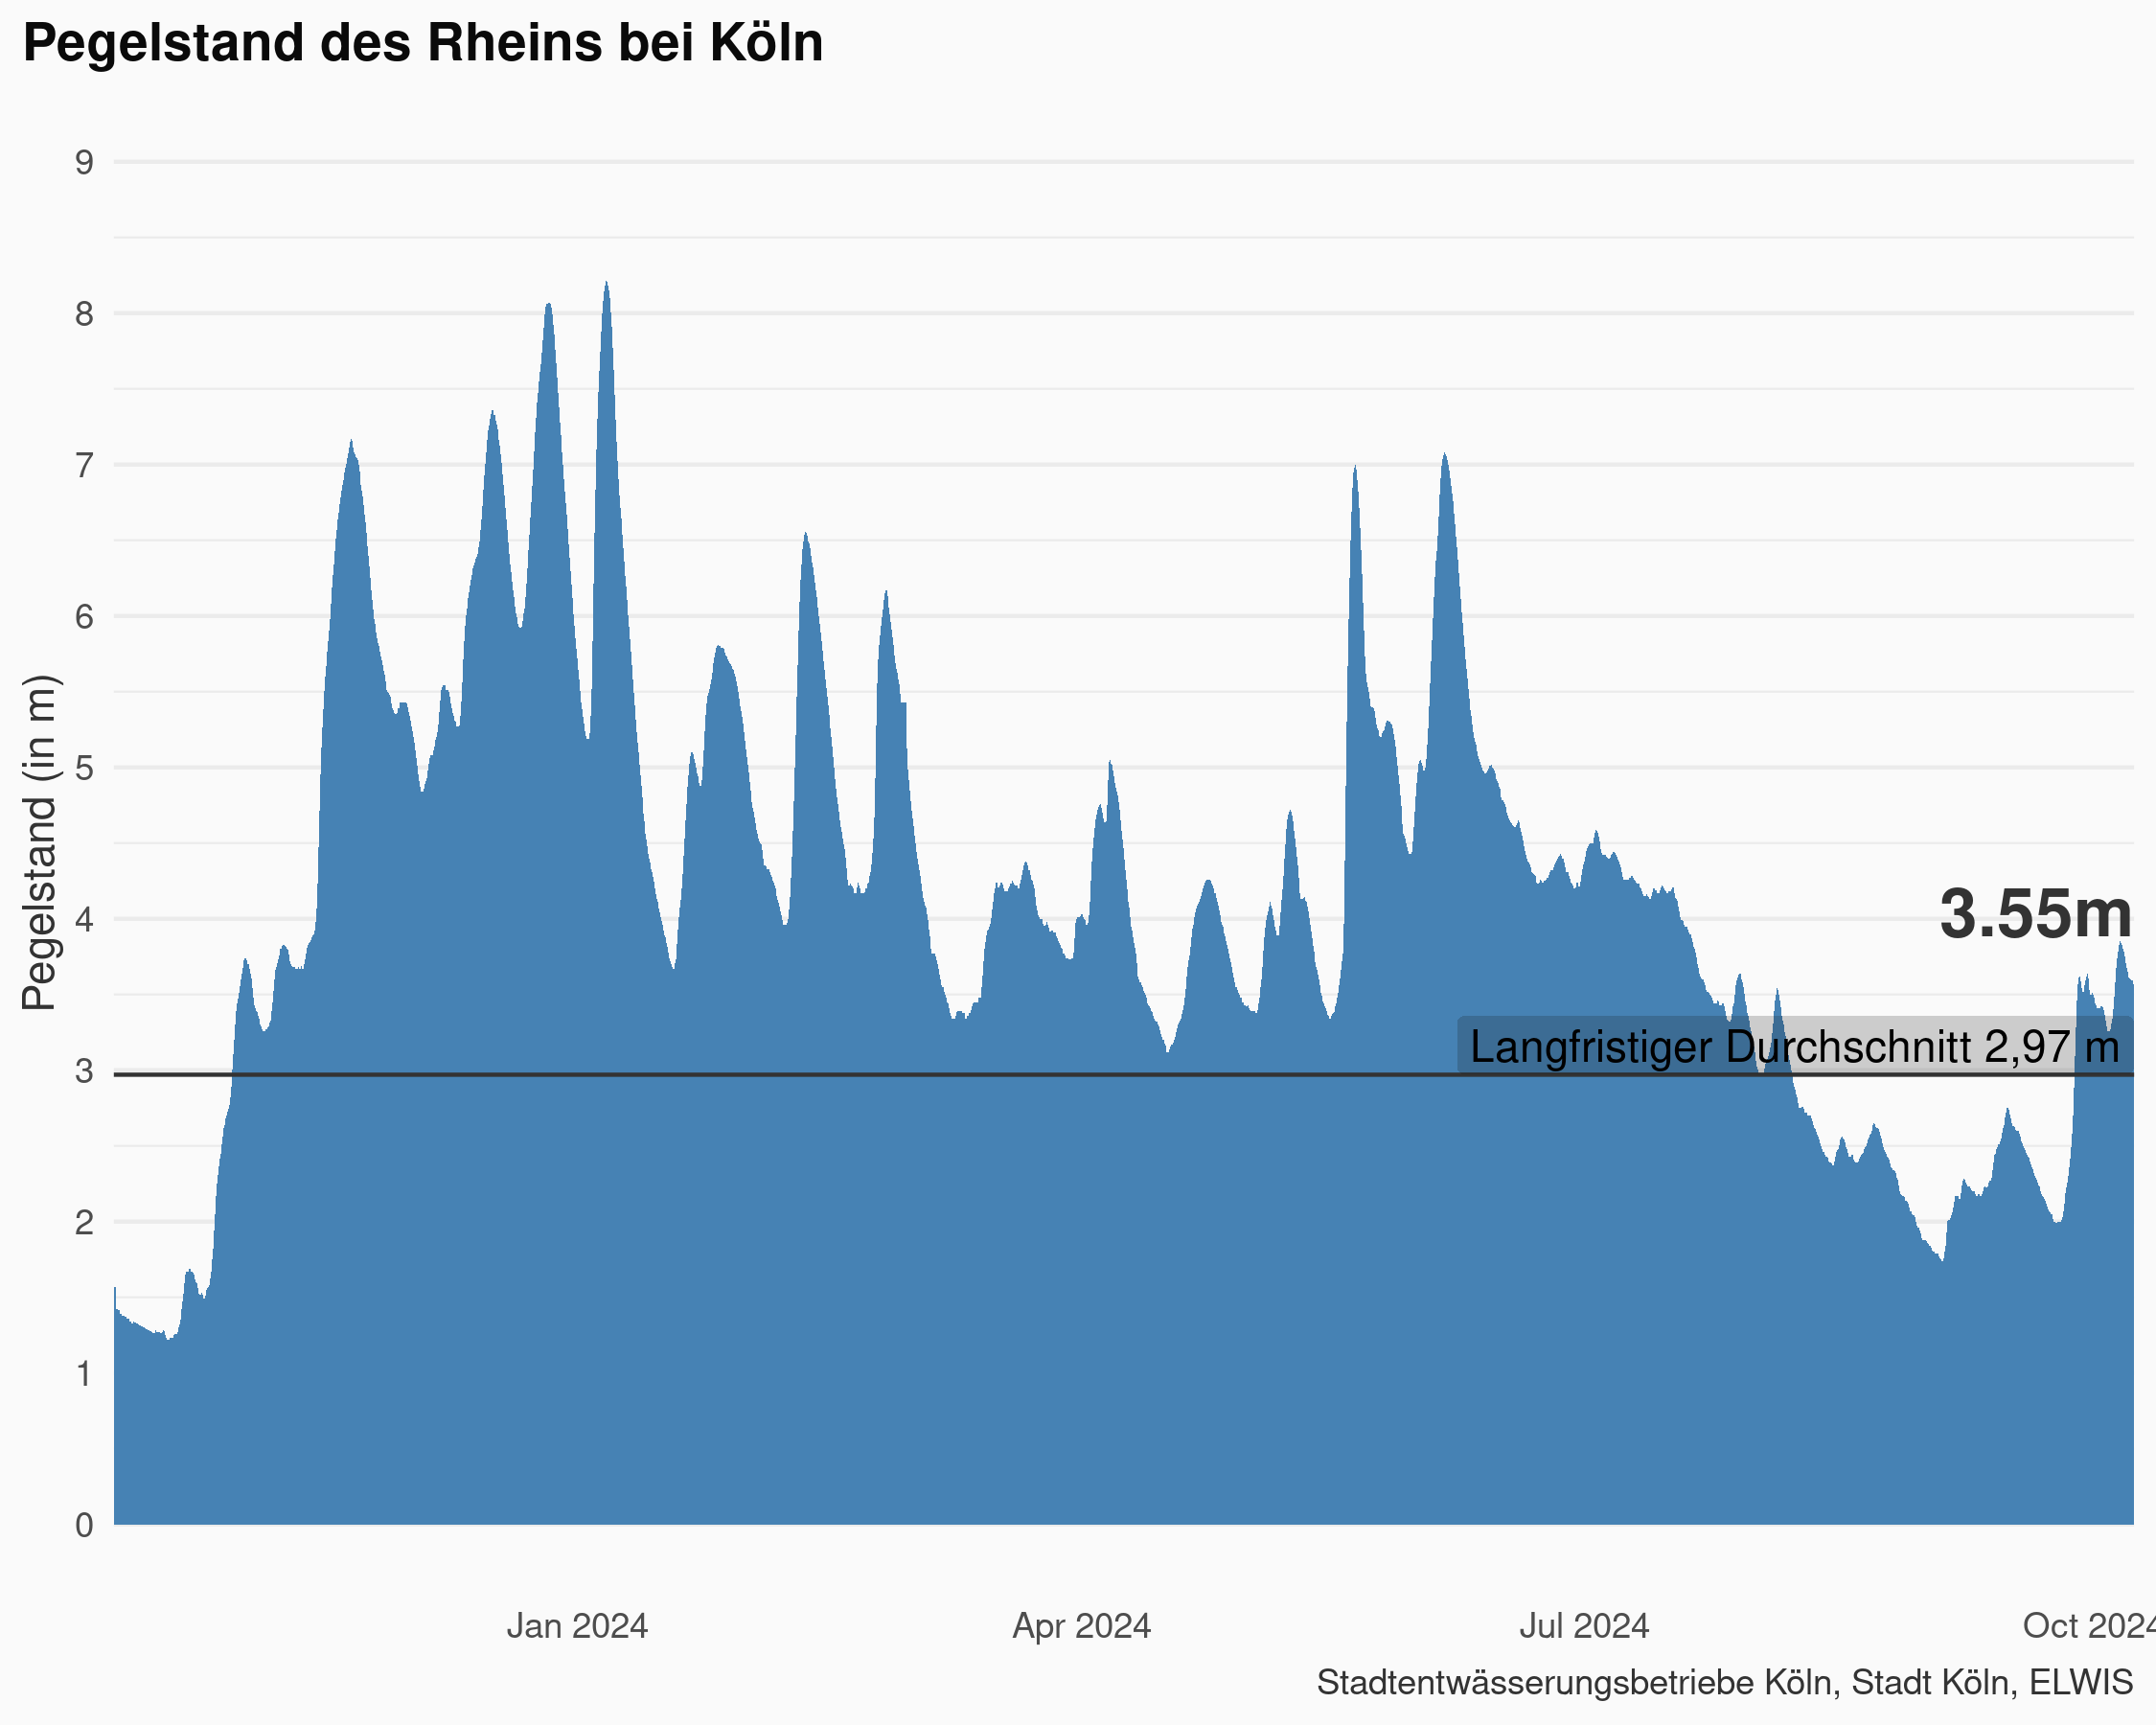 Pegelstand des Rheins bei Köln
Pegelstand (in m)
9
8
7
6
5
4
3
2
1
0
3.55m
Langfristiger Durchschnitt 2,97 m
Jan 2024
Apr 2024
Jul 2024
Oct 2024
Stadtentwässerungsbetriebe Köln, Stadt Köln, ELWIS